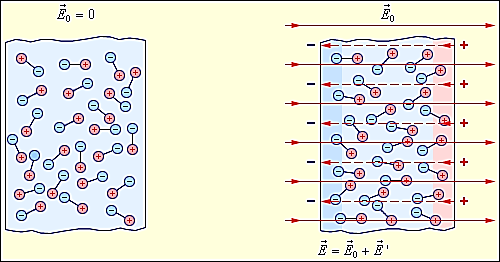 E⃗₀ = 0
E⃗₀
− +
− +
− +
− +
− +
E⃗ = E⃗₀ + E⃗ '